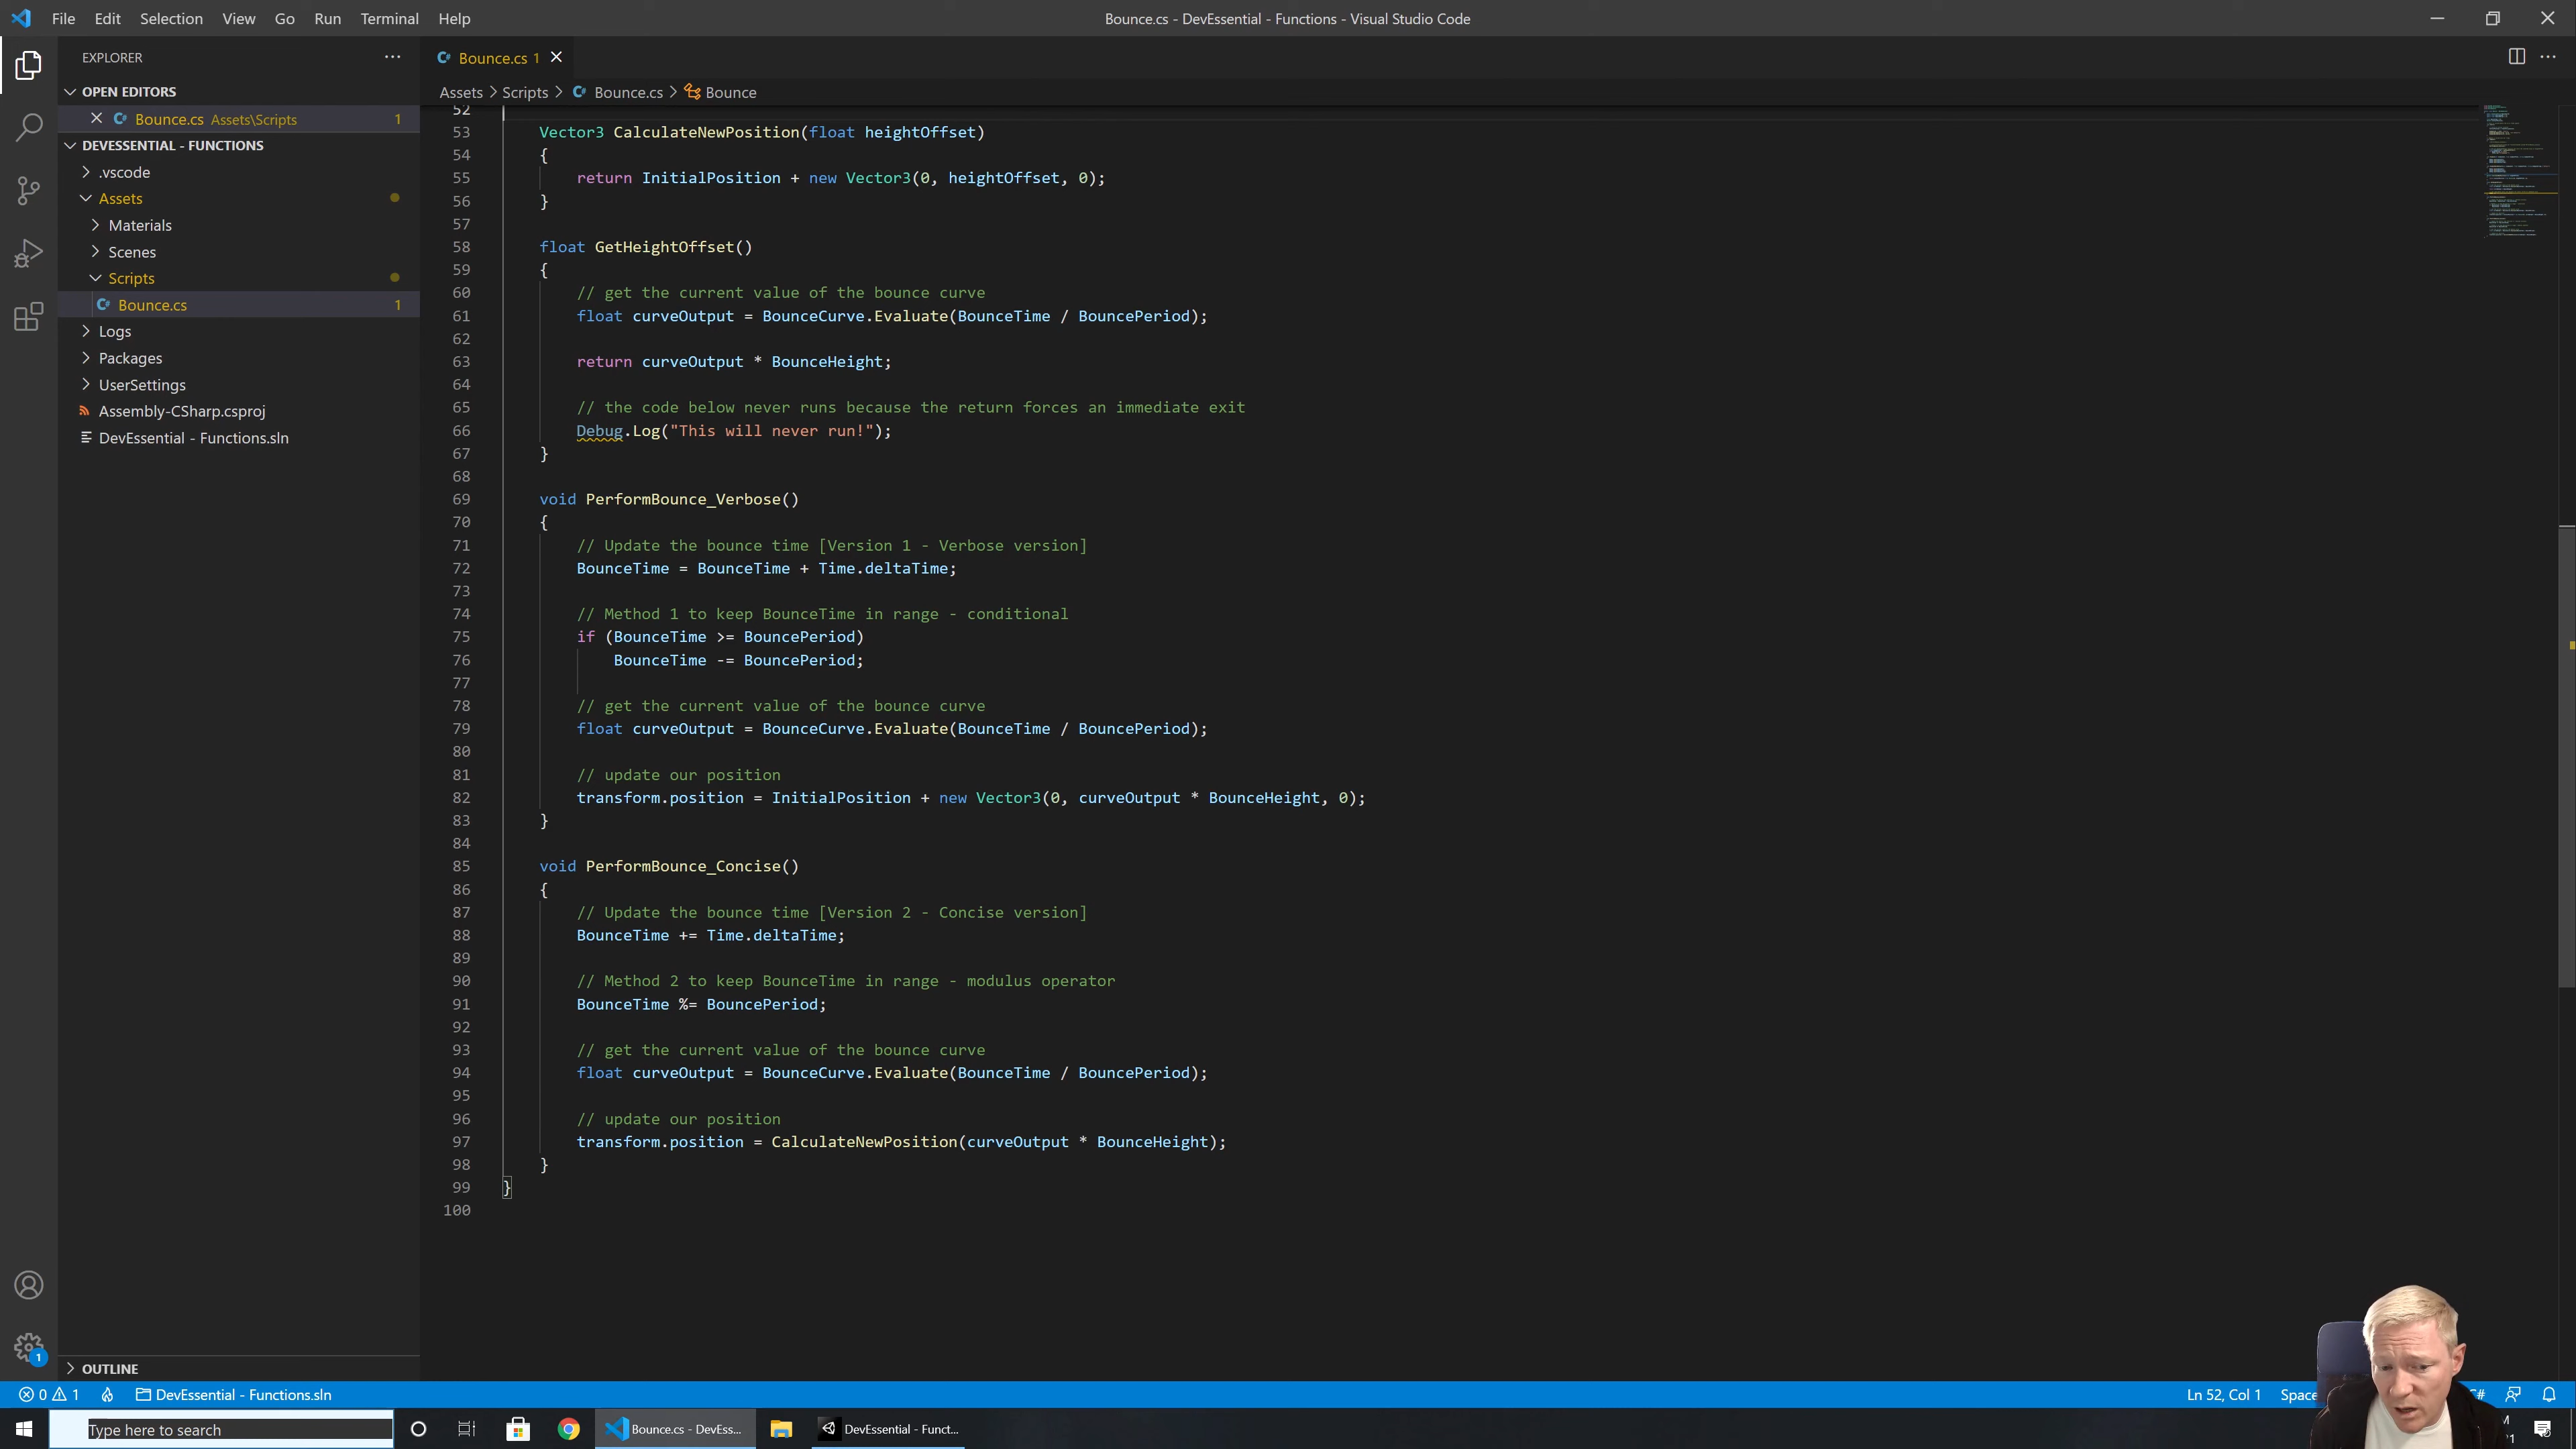 File Edit Selection View Go Run Terminal Help
Bounce.cs - DevEssential - Functions - Visual Studio Code
EXPLORER
OPEN EDITORS
Bounce.cs Assets\Scripts 1
DEVESSENTIAL - FUNCTIONS
.vscode
Assets
Materials
Scenes
Scripts
Bounce.cs 1
Logs
Packages
UserSettings
Assembly-CSharp.csproj
DevEssential - Functions.sln
OUTLINE
Bounce.cs 1
Assets > Scripts > Bounce.cs > Bounce
52
53 Vector3 CalculateNewPosition(float heightOffset)
54 {
55 return InitialPosition + new Vector3(0, heightOffset, 0);
56 }
57
58 float GetHeightOffset()
59 {
60 // get the current value of the bounce curve
61 float curveOutput = BounceCurve.Evaluate(BounceTime / BouncePeriod);
62
63 return curveOutput * BounceHeight;
64
65 // the code below never runs because the return forces an immediate exit
66 Debug.Log("This will never run!");
67 }
68
69 void PerformBounce_Verbose()
70 {
71 // Update the bounce time [Version 1 - Verbose version]
72 BounceTime = BounceTime + Time.deltaTime;
73
74 // Method 1 to keep BounceTime in range - conditional
75 if (BounceTime >= BouncePeriod)
76 BounceTime -= BouncePeriod;
77
78 // get the current value of the bounce curve
79 float curveOutput = BounceCurve.Evaluate(BounceTime / BouncePeriod);
80
81 // update our position
82 transform.position = InitialPosition + new Vector3(0, curveOutput * BounceHeight, 0);
83 }
84
85 void PerformBounce_Concise()
86 {
87 // Update the bounce time [Version 2 - Concise version]
88 BounceTime += Time.deltaTime;
89
90 // Method 2 to keep BounceTime in range - modulus operator
91 BounceTime %= BouncePeriod;
92
93 // get the current value of the bounce curve
94 float curveOutput = BounceCurve.Evaluate(BounceTime / BouncePeriod);
95
96 // update our position
97 transform.position = CalculateNewPosition(curveOutput * BounceHeight);
98 }
99 }
100
1
0 1 DevEssential - Functions.sln
Ln 52, Col 1
Type here to search
Bounce.cs - DevEss...
DevEssential - Funct...